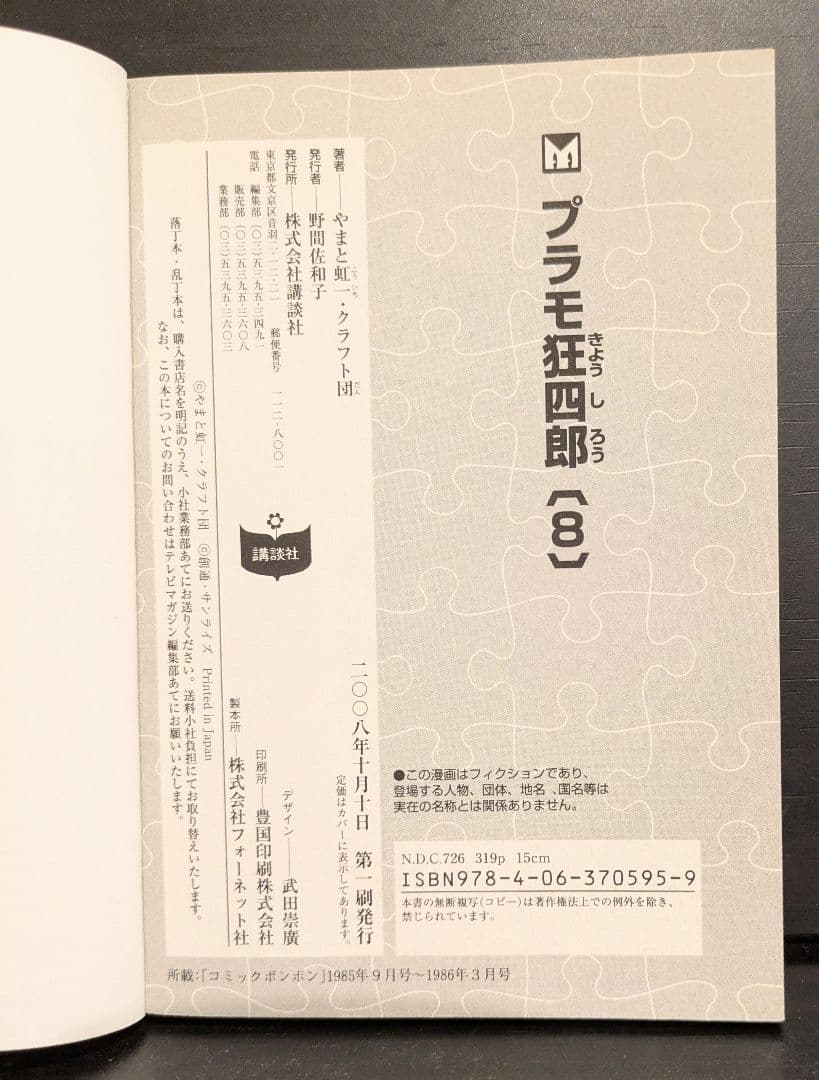 プラモ狂四郎〔8〕
きょうしろう
●この漫画はフィクションであり、
登場する人物、団体、地名、国名等は
実在の名称とは関係ありません。
N.D.C.726 319p 15cm
ISBN978-4-06-370595-9
本書の無断複写(コピー)は著作権法上での例外を除き、
禁じられています。
二〇〇八年十月十日 第一刷発行
定価はカバーに表示してあります。
著者――やまと虹一・クラフト団
こういち
だん
発行者――野間佐和子
発行所――株式会社講談社
東京都文京区音羽二‐一二‐二一 郵便番号 一一二‐八〇〇一
電話 編集部(〇三)五三九五‐三四九一
販売部(〇三)五三九五‐三六〇八
業務部(〇三)五三九五‐三六〇三
講談社
デザイン――武田崇廣
印刷所――豊国印刷株式会社
製本所――株式会社フォーネット社
©やまと虹一・クラフト団 ©創通・サンライズ Printed in Japan
落丁本・乱丁本は、購入書店名を明記のうえ、小社業務部あてにお送りください。送料小社負担にてお取り替えいたします。
なお、この本についてのお問い合わせはテレビマガジン編集部あてにお願いいたします。
所載:「コミックボンボン」1985年9月号〜1986年3月号